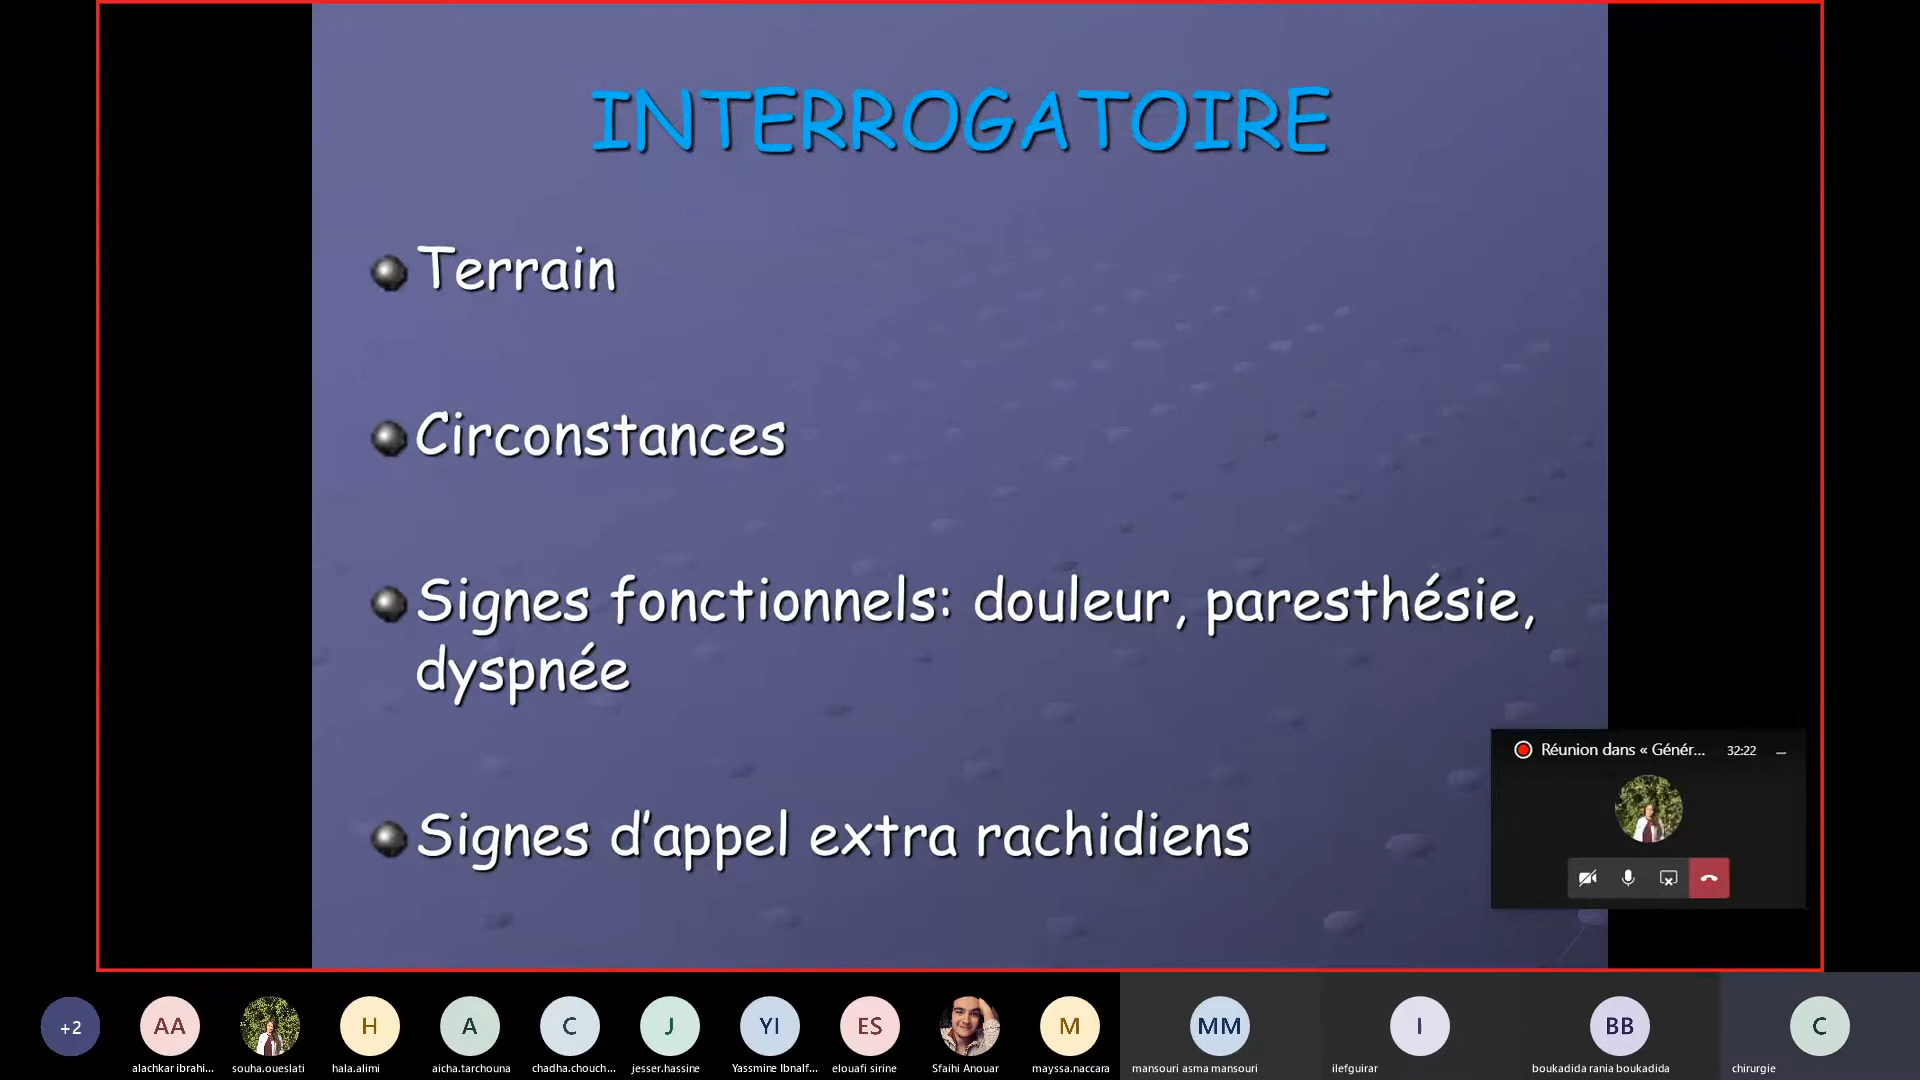 INTERROGATOIRE
Terrain
Circonstances
Signes fonctionnels: douleur, paresthésie,
dyspnée
Signes d'appel extra rachidiens
Réunion dans « Génér... 32:22
+2 AA H A C J YI ES M MM I BB C
alachkar ibrahi... souha.oueslati hala.alimi aicha.tarchouna chadha.chouch... jesser.hassine Yassmine Ibnalf... elouafi sirine Sfaihi Anouar mayssa.naccara mansouri asma mansouri ilefguirar boukadida rania boukadida chirurgie